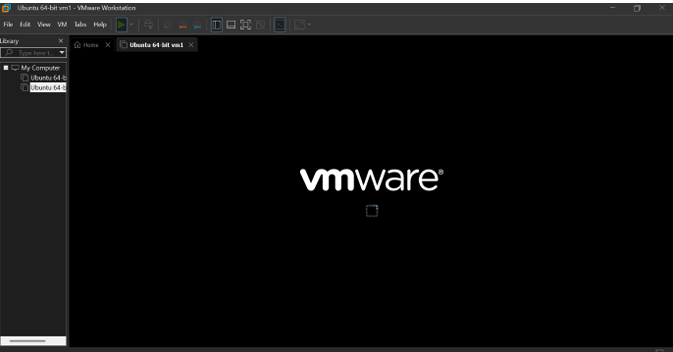 Ubuntu 64-bit vm1 - VMware Workstation
File Edit View VM Tabs Help
Library
Type here t...
Home
Ubuntu 64-bit vm1
My Computer
Ubuntu 64-b
Ubuntu 64-b
vmware®